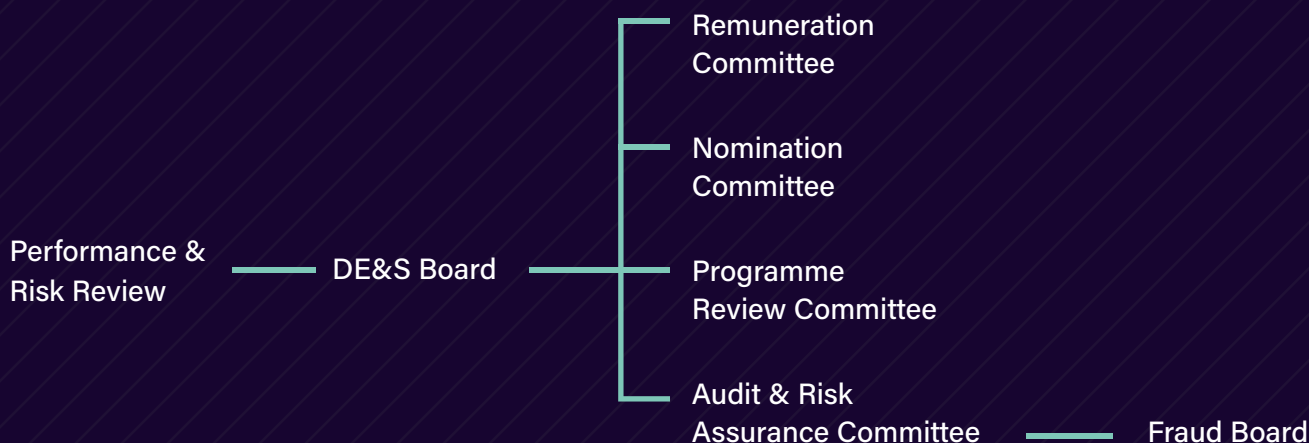 Remuneration
Committee
Nomination
Committee
Performance &
Risk Review
DE&S Board
Programme
Review Committee
Audit & Risk
Assurance Committee
Fraud Board